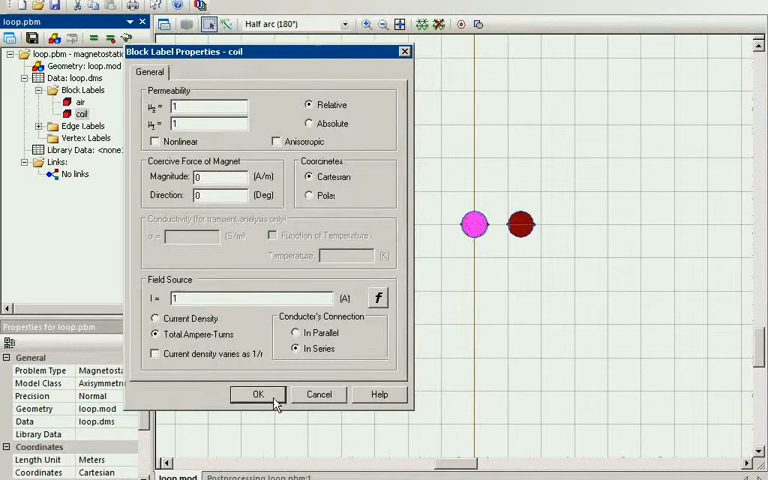 loop.pbm
Half arc (180°)
loop.pbm - magnetostati
Geometry: loop.mod
Data: loop.dms
Block Labels
air
coil
Edge Labels
Vertex Labels
Library Data: <none>
Links:
No links
Block Label Properties - coil
General
Permeability
1
Relative
1
Absolute
Nonlinear
Anisotropic
Coercive Force of Magnet
Magnitude: 0 (A/m)
Direction: 0 (Deg)
Coordinates
Cartesian
Polar
Conductivity (for transient analysis only)
σ = (S/m)
Function of Temperature
Temperature: (K)
Field Source
I = 1 (A) f
Current Density
Total Ampere-Turns
Current density varies as 1/r
Conductor's Connection
In Parallel
In Series
OK Cancel Help
Properties for loop.pbm
General
Problem Type Magnetostat
Model Class Axisymmetr
Precision Normal
Geometry loop.mod
Data loop.dms
Library Data
Coordinates
Length Unit Meters
Coordinates Cartesian
loop.mod Postprocessing loop.pbm:1